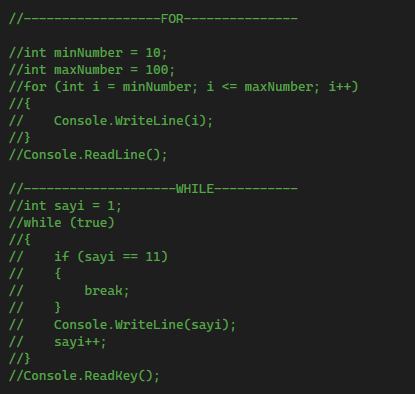 //------------------FOR---------------
//int minNumber = 10;
//int maxNumber = 100;
//for (int i = minNumber; i <= maxNumber; i++)
//{
//    Console.WriteLine(i);
//}
//Console.ReadLine();
//--------------------WHILE-----------
//int sayi = 1;
//while (true)
//{
//    if (sayi == 11)
//    {
//        break;
//    }
//    Console.WriteLine(sayi);
//    sayi++;
//}
//Console.ReadKey();